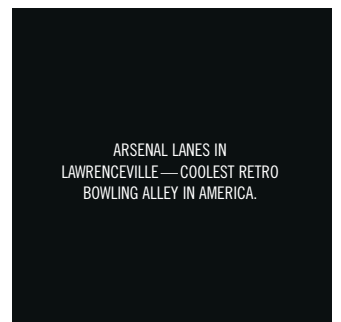 ARSENAL LANES IN
LAWRENCEVILLE—COOLEST RETRO
BOWLING ALLEY IN AMERICA.